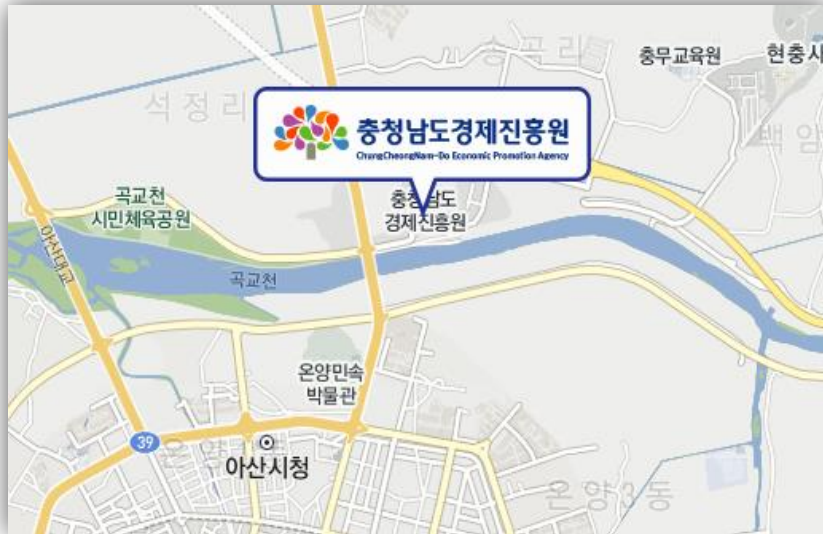 송곡리
충무교육원
현충사
석정리
충청남도경제진흥원
ChungCheongNam-Do Economic Promotion Agency
백암
곡교천
시민체육공원
충청남도
경제진흥원
아산대교
곡교천
온양민속
박물관
39
아산시청
온양3동